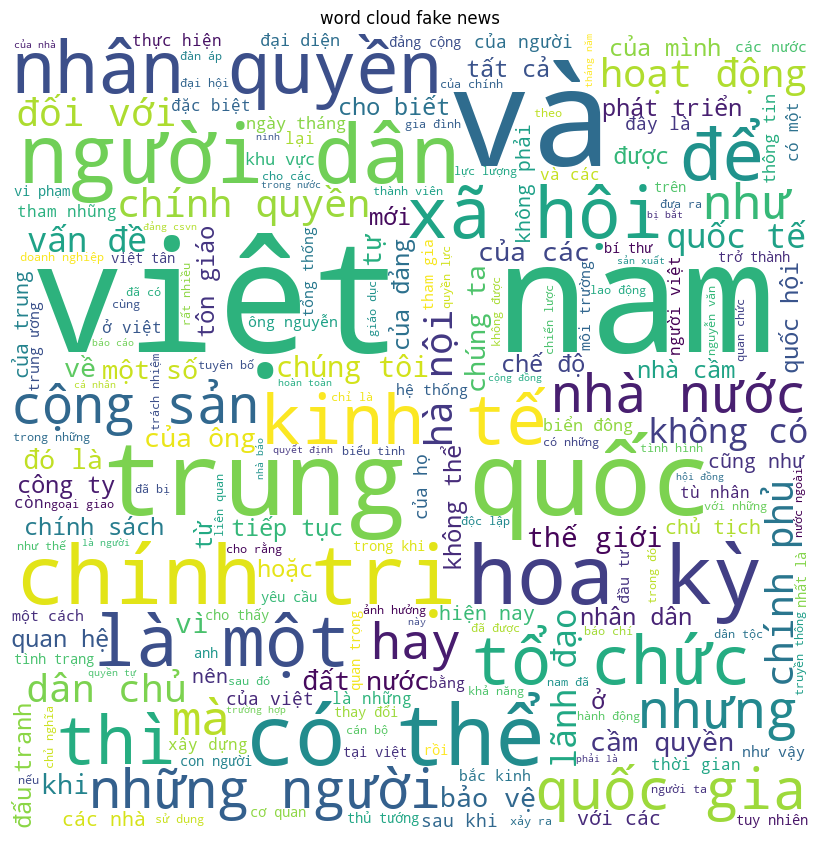 word cloud fake news
của nhà
thực hiện
đại diện
đảng cộng
của người
của mình
các nước
tháng năm
nhân quyền
đàn áp
tất cả
và
hoạt động
đại hội
của chính
đối với
đặc biệt
cho biết
theo
phát triển
thông tin
có một
người dân
ngày tháng
gia đình
đây là
ninh
lại
không phải
để
khu vực
lực lượng
được
vi phạm
cho các
và các
trong nước
thành viên
trên
chính quyền
tham nhũng
mới
xã hội
đưa ra
như
bị bắt
đảng csvn
vấn đề
tôn giáo
tổng thống
tự
của đảng
của các
bí thư
quốc tế
doanh nghiệp
việt tân
tham gia
quyền lực
sản xuất
trở thành
việt nam
của trung
trung ương
đã có
rất nhiều
cùng
giáo dục
không được
chiến lược
môi trường
lao động
người việt
nguyễn văn
quan chức
quốc hội
ở việt
ông nguyễn
hà nội
chúng ta
báo cáo
về
một số
tuyên bố
chúng tôi
chế độ
nhà cầm
trách nhiệm
hoàn toàn
hệ thống
cộng đồng
cá nhân
nhà nước
cộng sản
kinh tế
chỉ là
biển đông
không có
của ông
trong những
nhà báo
quyết định
biểu tình
có những
tình hình
đó là
của họ
không thể
cũng như
hội đồng
công ty
đã bị
trung quốc
tù nhân
với những
nước ngoài
còn
ngoại giao
liên quan
độc lập
chính sách
từ
tiếp tục
thế giới
chủ tịch
chính phủ
như thế
là người
cho rằng
trong khi
đầu tư
trong đó
nhất là
chính trị
hoặc
hoa kỳ
yêu cầu
một cách
là một
vì
cho thấy
ảnh hưởng
này
hiện nay
nhân dân
quan hệ
quan trọng
hay
đã được
báo chí
dân tộc
truyền thông
tình trạng
anh
tổ chức
lãnh đạo
quyền tự
sau đó
đất nước
bằng
khả năng
nam đã
dân chủ
nên
của việt
là những
ở
hành động
nhưng
đấu tranh
chủ nghĩa
mà
trường hợp
thay đổi
thì
xây dựng
cán bộ
có thể
cầm quyền
tại việt
rồi
như vậy
con người
phải là
thời gian
nếu
khi
những người
bắc kinh
bảo vệ
quốc gia
người ta
các nhà
sử dụng
cơ quan
thủ tướng
sau khi
xảy ra
với các
tuy nhiên